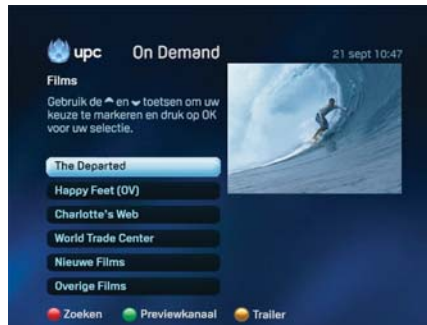 upc On Demand 21 sept 10:47
Films
Gebruik de en toetsen om uw
keuze te markeren en druk op OK
voor uw selectie.
The Departed
Happy Feet (OV)
Charlotte's Web
World Trade Center
Nieuwe Films
Overige Films
Zoeken Previewkanaal Trailer